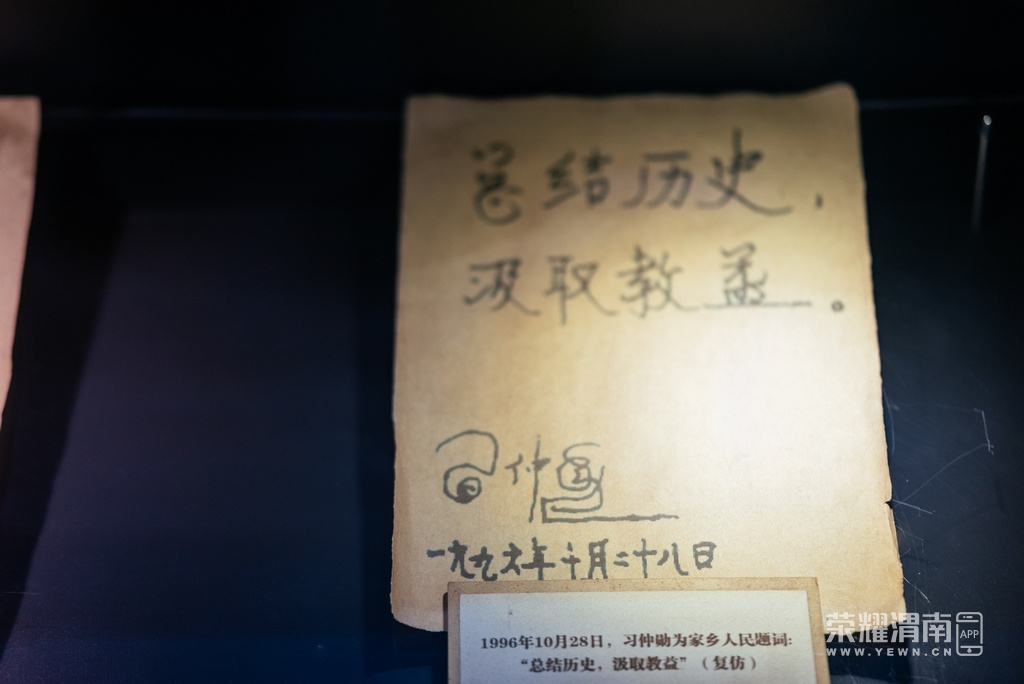 总结历史，
汲取教益。
习仲勋
一九九六年十月二十八日
1996年10月28日，习仲勋为家乡人民题词：
“总结历史，汲取教益”（复仿）
荣耀渭南 APP
WWW.YEWN.CN